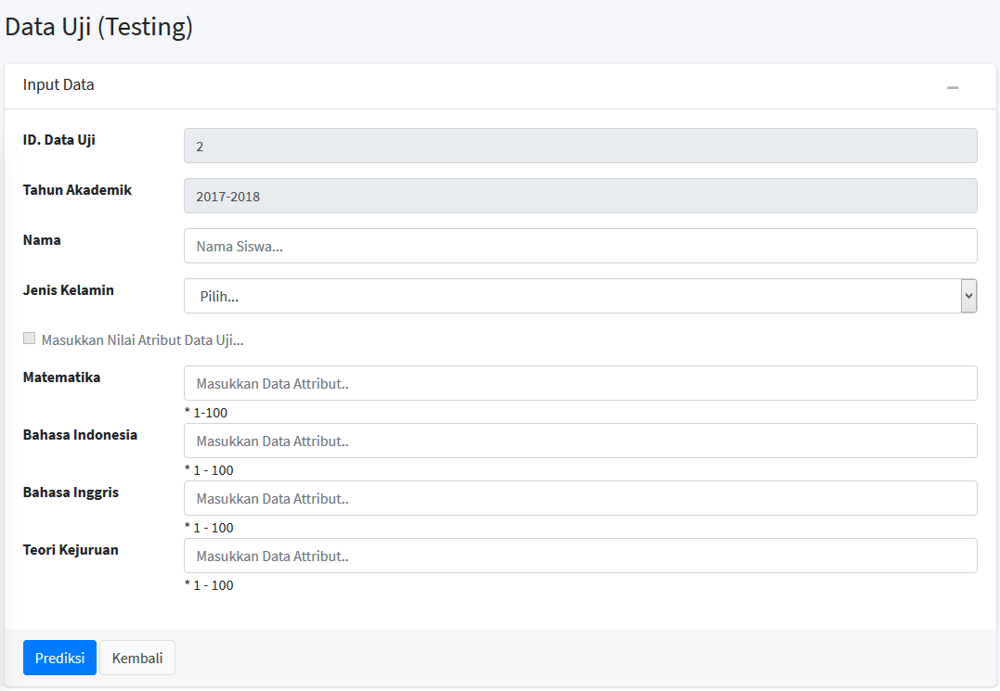 Data Uji (Testing)
Input Data
ID. Data Uji
2
Tahun Akademik
2017-2018
Nama
Nama Siswa...
Jenis Kelamin
Pilih...
Masukkan Nilai Atribut Data Uji...
Matematika
Masukkan Data Attribut..
* 1-100
Bahasa Indonesia
Masukkan Data Attribut..
* 1 - 100
Bahasa Inggris
Masukkan Data Attribut..
* 1 - 100
Teori Kejuruan
Masukkan Data Attribut..
* 1 - 100
Prediksi
Kembali